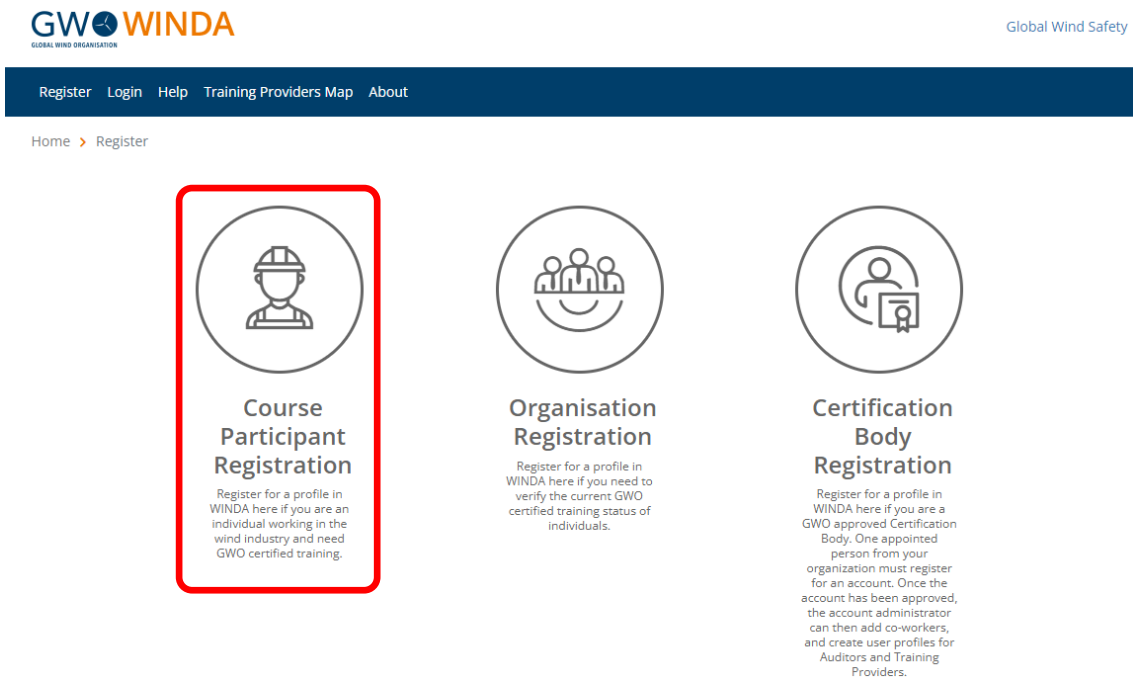 GWO WINDA
GLOBAL WIND ORGANISATION
Global Wind Safety
Register Login Help Training Providers Map About
Home > Register
Course
Participant
Registration
Register for a profile in
WINDA here if you are an
individual working in the
wind industry and need
GWO certified training.
Organisation
Registration
Register for a profile in
WINDA here if you need to
verify the current GWO
certified training status of
individuals.
Certification
Body
Registration
Register for a profile in
WINDA here if you are a
GWO approved Certification
Body. One appointed
person from your
organization must register
for an account. Once the
account has been approved,
the account administrator
can then add co-workers,
and create user profiles for
Auditors and Training
Providers.